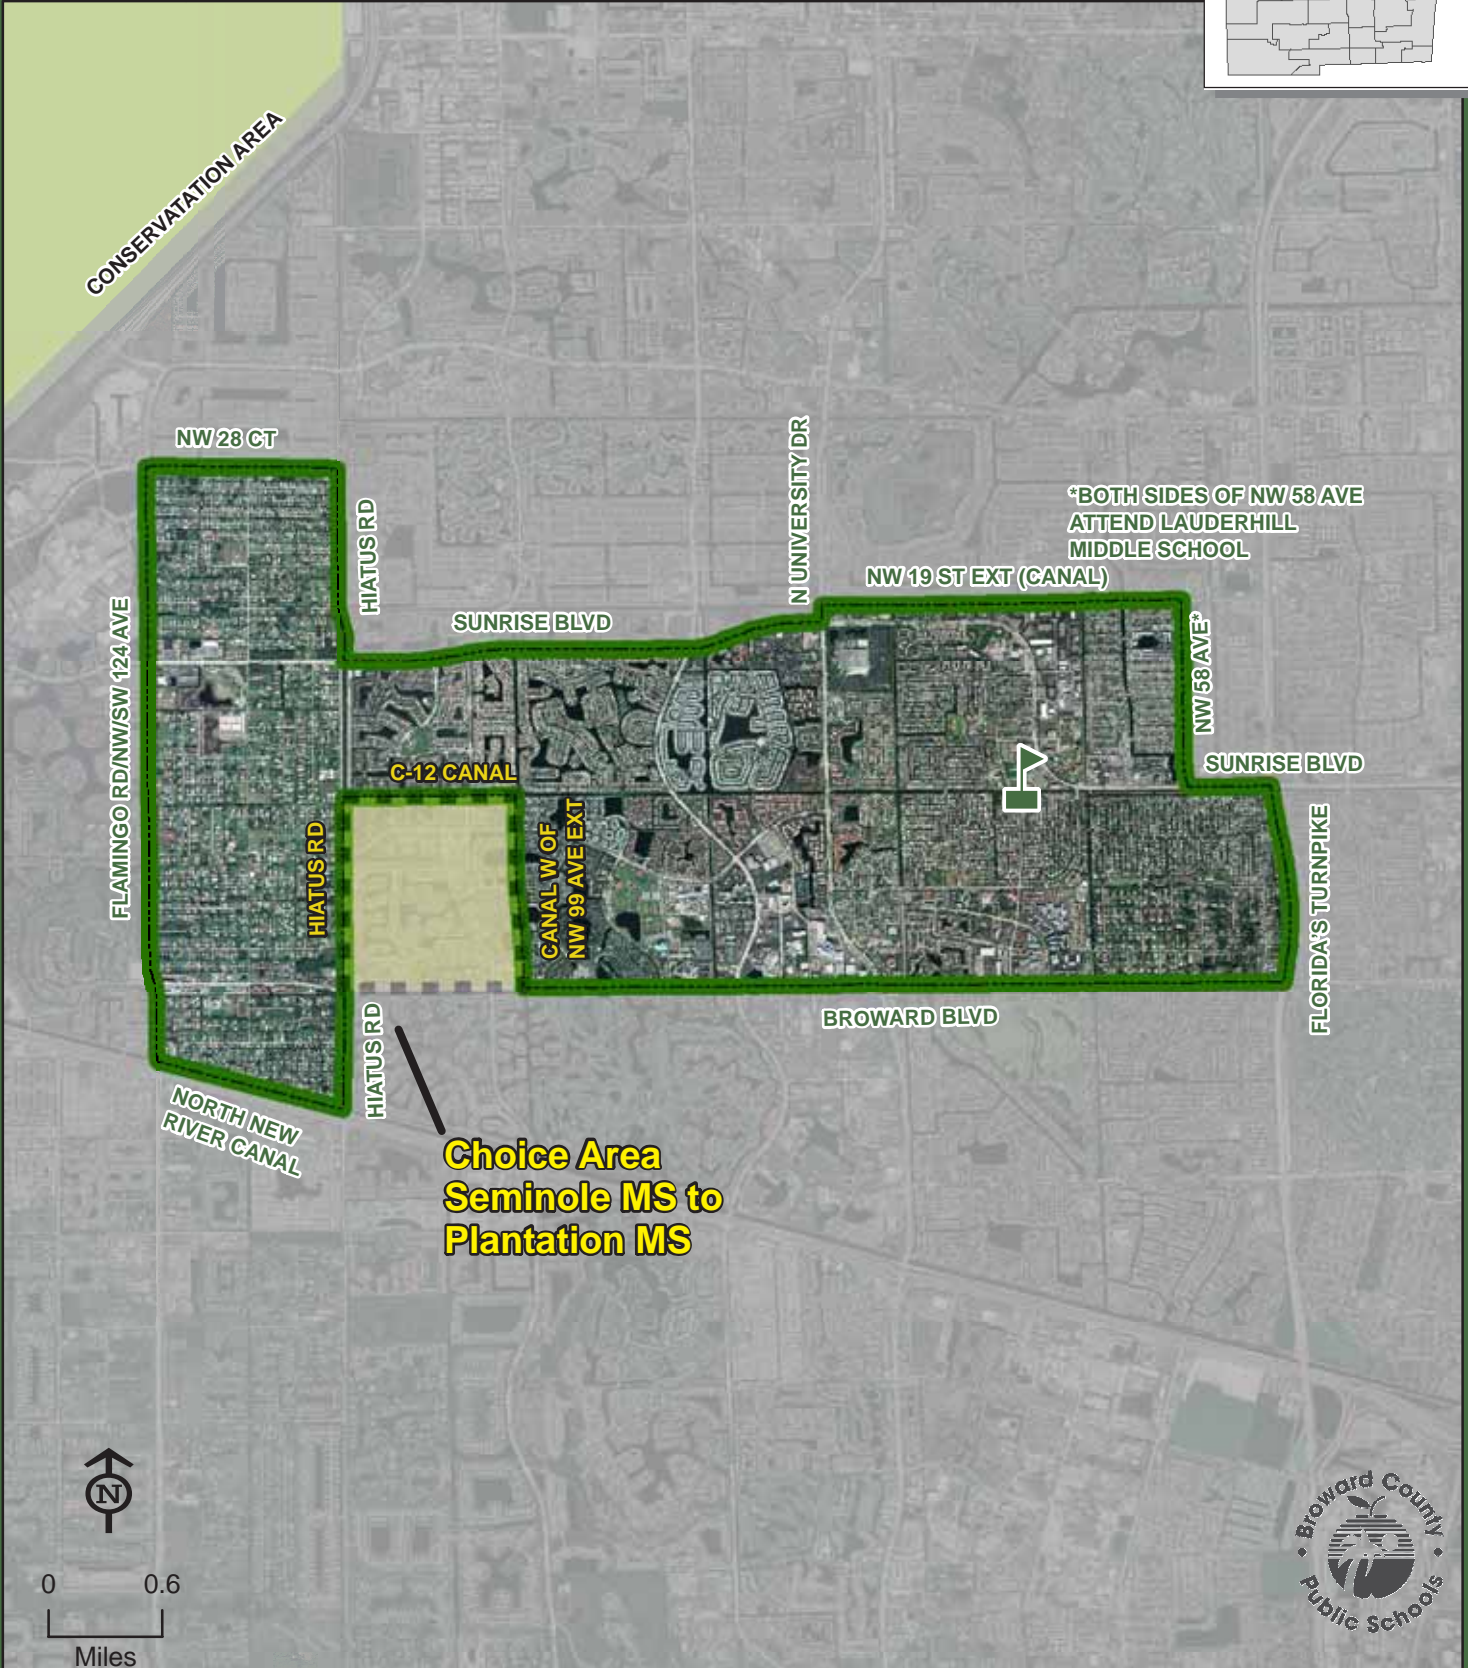 CONSERVATATION AREA
NW 28 CT
HIATUS RD
N UNIVERSITY DR
*BOTH SIDES OF NW 58 AVE
ATTEND LAUDERHILL
MIDDLE SCHOOL
NW 19 ST EXT (CANAL)
SUNRISE BLVD
FLAMINGO RD/NW/SW 124 AVE
NW 58 AVE*
SUNRISE BLVD
C-12 CANAL
HIATUS RD
CANAL W OF
NW 99 AVE EXT
FLORIDA'S TURNPIKE
HIATUS RD
BROWARD BLVD
NORTH NEW
RIVER CANAL
Choice Area
Seminole MS to
Plantation MS
N
0 0.6
Miles
Broward County
Public Schools